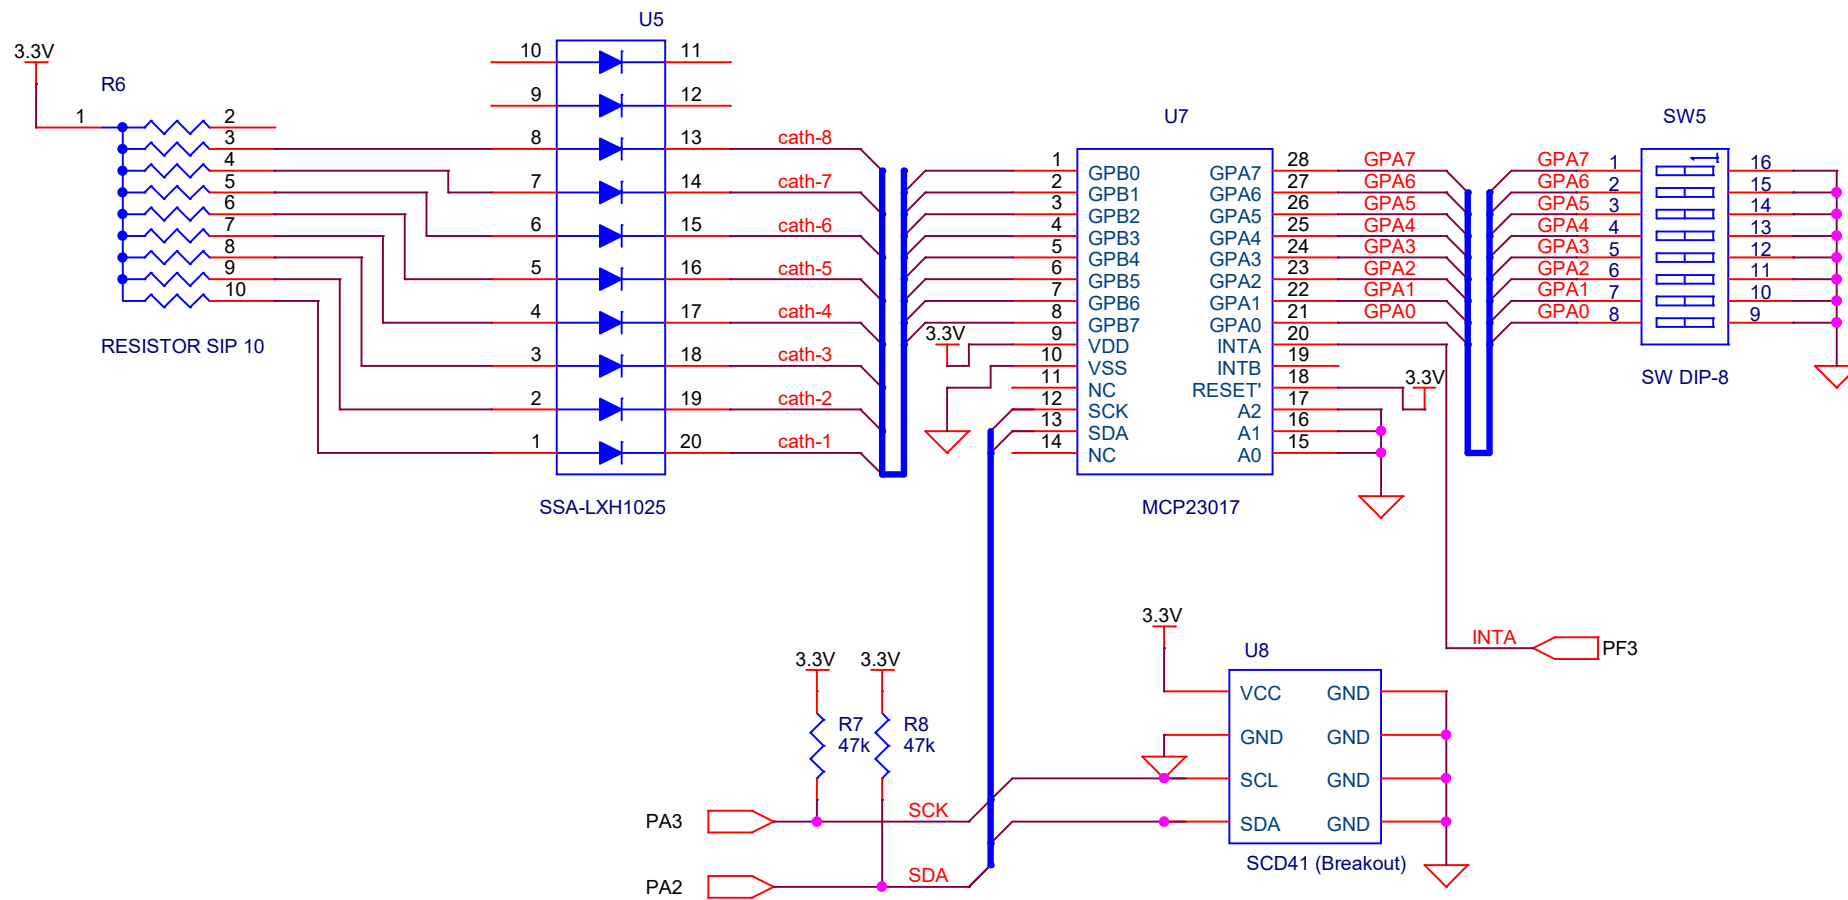 3.3V
R6
1
2
3
4
5
6
7
8
9
10
RESISTOR SIP 10
U5
10 11
9 12
8 13 cath-8
7 14 cath-7
6 15 cath-6
5 16 cath-5
4 17 cath-4
3 18 cath-3
2 19 cath-2
1 20 cath-1
SSA-LXH1025
U7
1 GPB0 GPA7 28 GPA7
2 GPB1 GPA6 27 GPA6
3 GPB2 GPA5 26 GPA5
4 GPB3 GPA4 25 GPA4
5 GPB4 GPA3 24 GPA3
6 GPB5 GPA2 23 GPA2
7 GPB6 GPA1 22 GPA1
8 GPB7 GPA0 21 GPA0
3.3V
9 VDD INTA 20
10 VSS INTB 19
11 NC RESET' 18 3.3V
12 SCK A2 17
13 SDA A1 16
14 NC A0 15
MCP23017
SW5
GPA7 1 16
GPA6 2 15
GPA5 3 14
GPA4 4 13
GPA3 5 12
GPA2 6 11
GPA1 7 10
GPA0 8 9
SW DIP-8
INTA PF3
3.3V
U8
VCC GND
GND GND
SCL GND
SDA GND
SCD41 (Breakout)
3.3V 3.3V
R7 R8
47k 47k
PA3 SCK
PA2 SDA